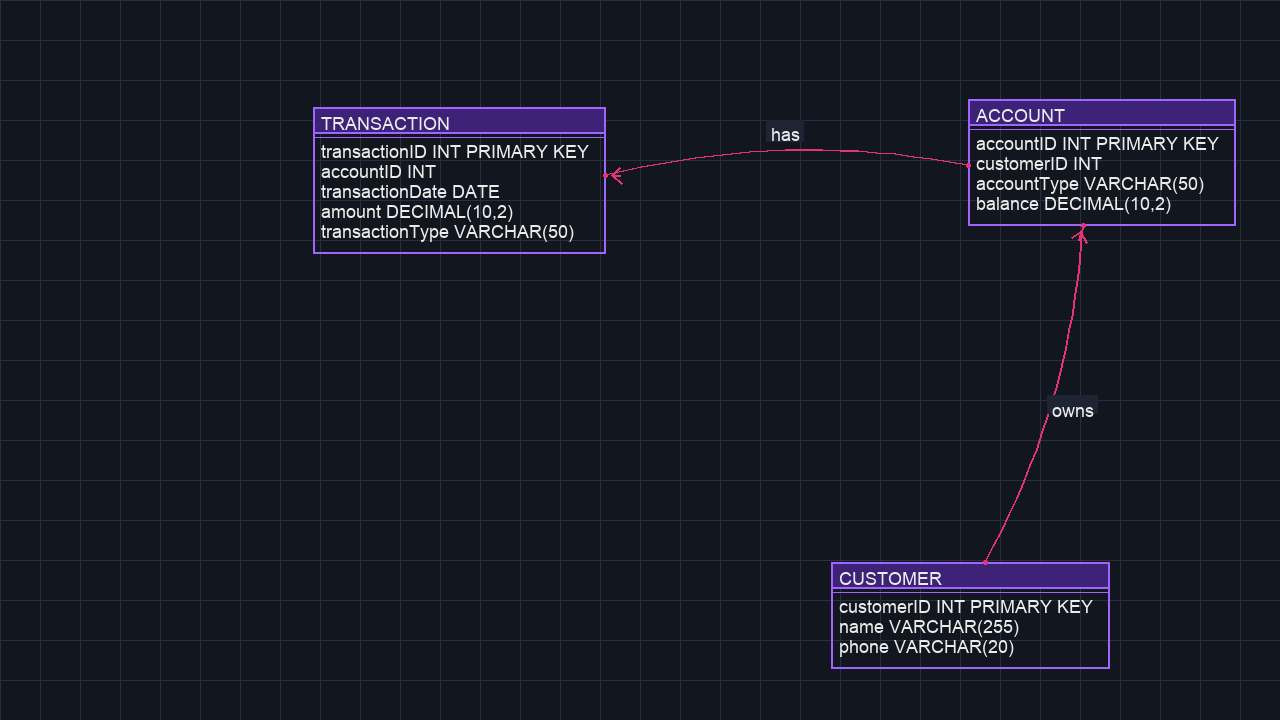 TRANSACTION
transactionID INT PRIMARY KEY
accountID INT
transactionDate DATE
amount DECIMAL(10,2)
transactionType VARCHAR(50)
has
ACCOUNT
accountID INT PRIMARY KEY
customerID INT
accountType VARCHAR(50)
balance DECIMAL(10,2)
owns
CUSTOMER
customerID INT PRIMARY KEY
name VARCHAR(255)
phone VARCHAR(20)